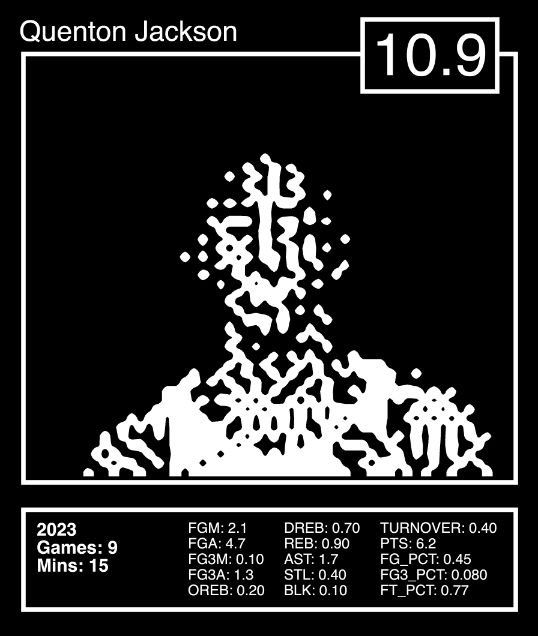 Quenton Jackson
10.9
2023
Games: 9
Mins: 15
FGM: 2.1
FGA: 4.7
FG3M: 0.10
FG3A: 1.3
OREB: 0.20
DREB: 0.70
REB: 0.90
AST: 1.7
STL: 0.40
BLK: 0.10
TURNOVER: 0.40
PTS: 6.2
FG_PCT: 0.45
FG3_PCT: 0.080
FT_PCT: 0.77